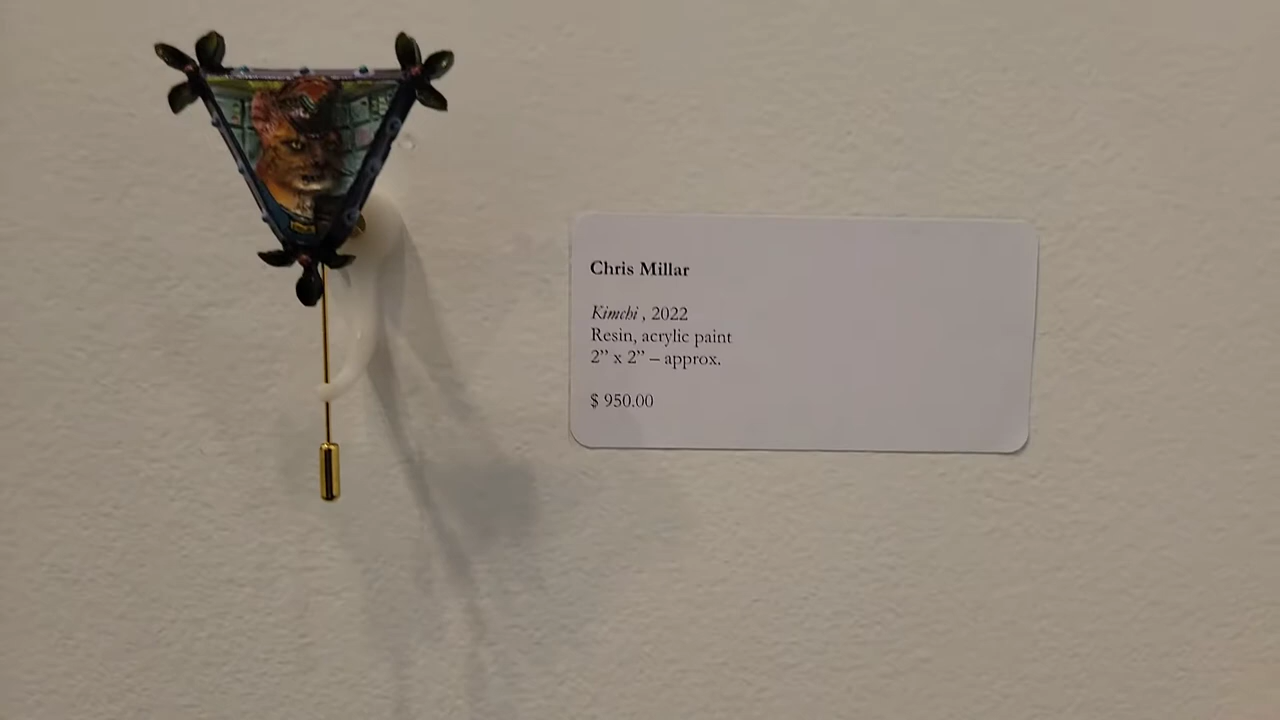 Chris Millar
Kimchi , 2022
Resin, acrylic paint
2” x 2” – approx.
$ 950.00